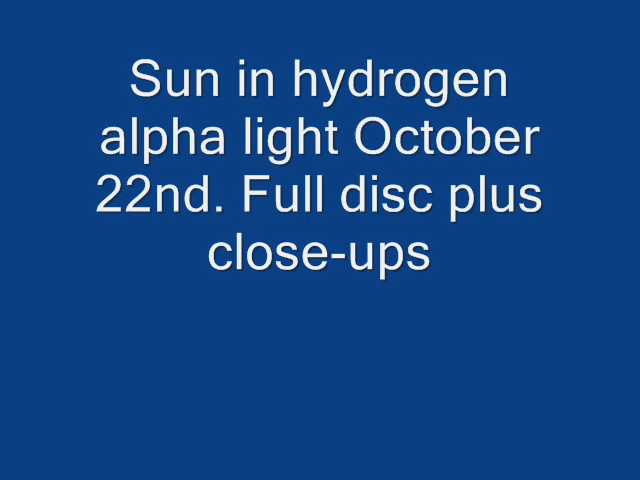 Sun in hydrogen
alpha light October
22nd. Full disc plus
close-ups